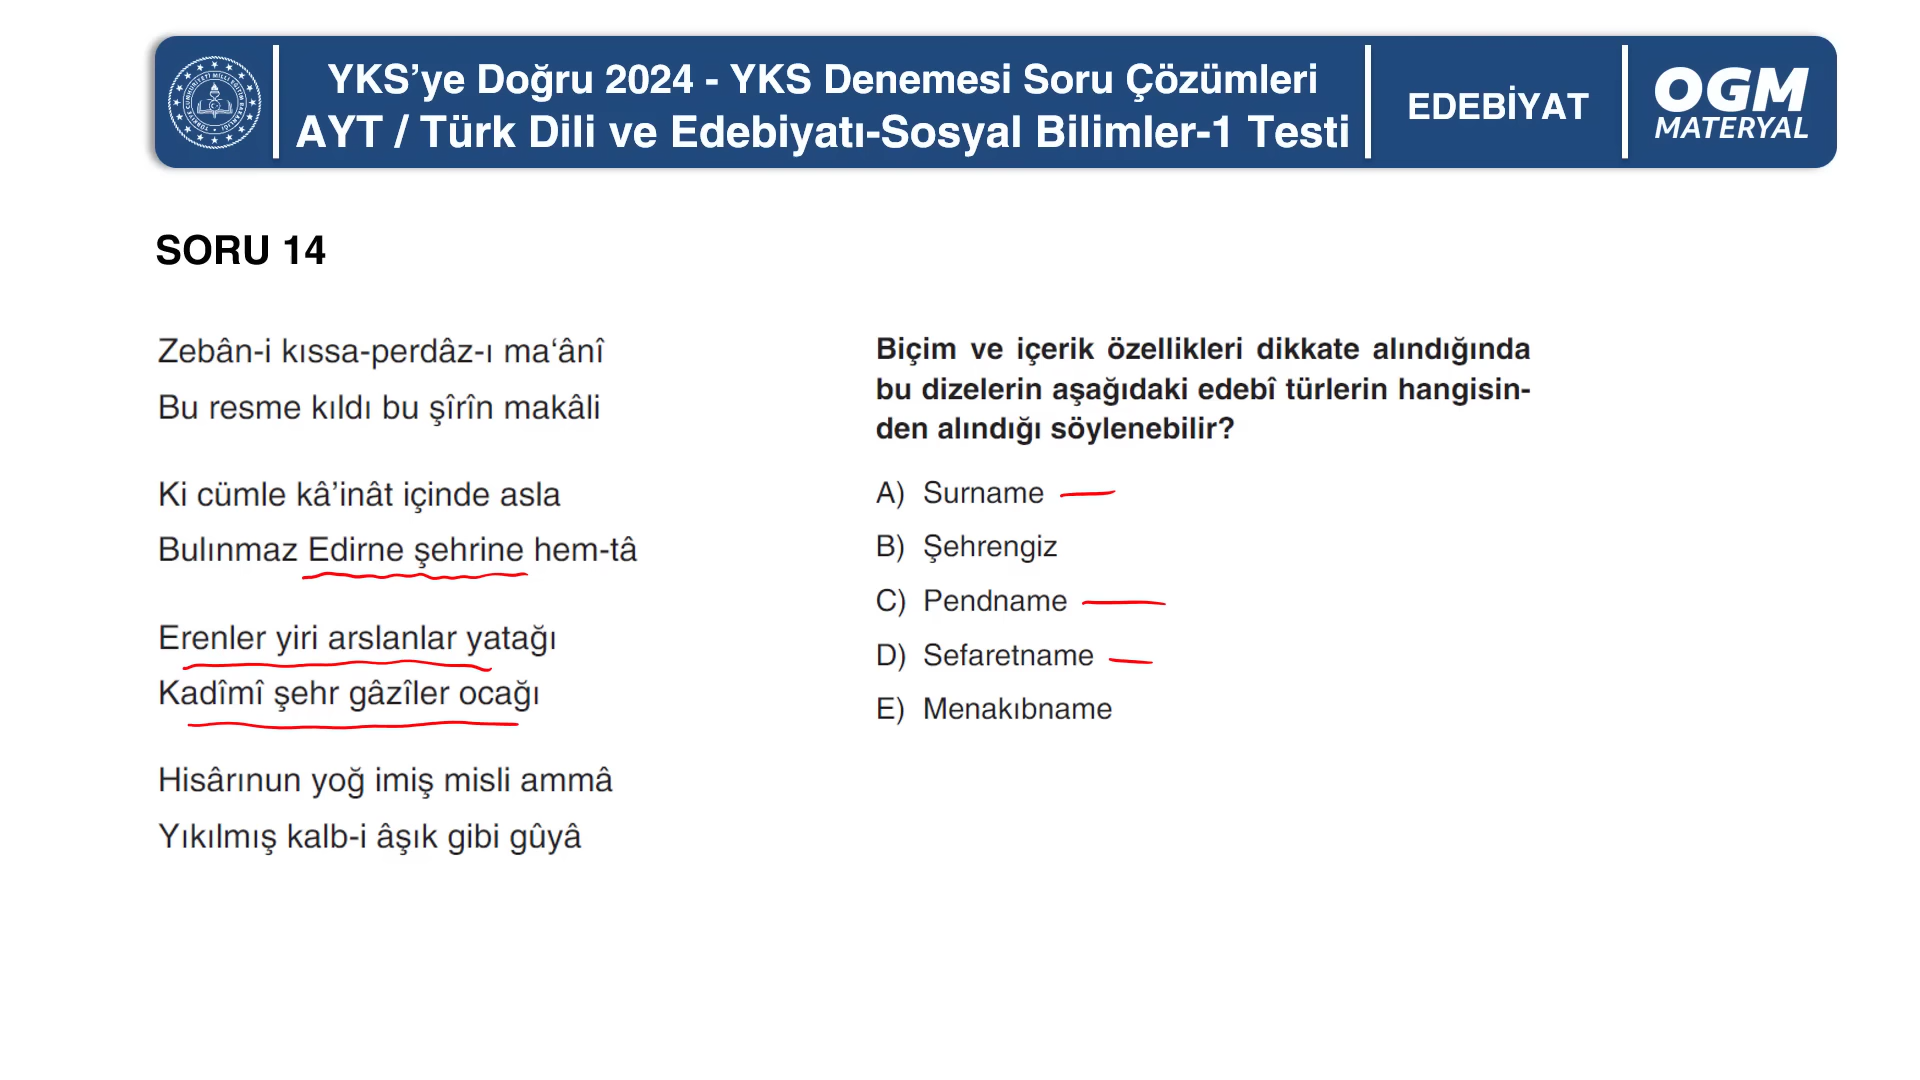 YKS’ye Doğru 2024 - YKS Denemesi Soru Çözümleri
AYT / Türk Dili ve Edebiyatı-Sosyal Bilimler-1 Testi
EDEBİYAT
OGM
MATERYAL
SORU 14
Zebân-i kıssa-perdâz-ı ma‘ânî
Bu resme kıldı bu şîrîn makâli
Ki cümle kâ’inât içinde asla
Bulınmaz Edirne şehrine hem-tâ
Erenler yiri arslanlar yatağı
Kadîmî şehr gâzîler ocağı
Hisârınun yoğ imiş misli ammâ
Yıkılmış kalb-i âşık gibi gûyâ
Biçim ve içerik özellikleri dikkate alındığında
bu dizelerin aşağıdaki edebî türlerin hangisin-
den alındığı söylenebilir?
A) Surname
B) Şehrengiz
C) Pendname
D) Sefaretname
E) Menakıbname